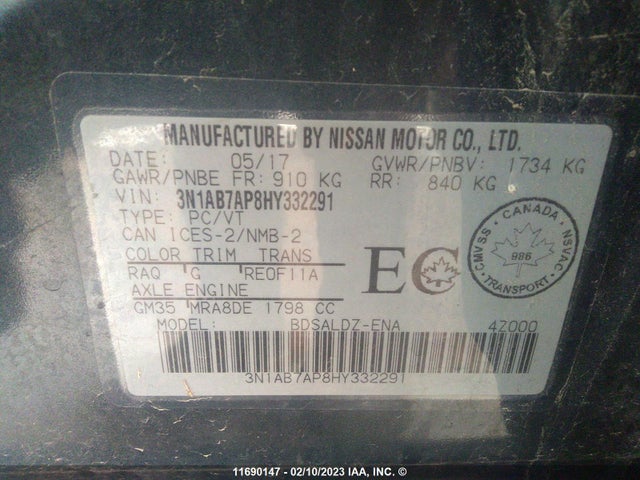 MANUFACTURED BY NISSAN MOTOR CO., LTD.
DATE: 05/17 GVWR/PNBV: 1734 KG
GAWR/PNBE FR: 910 KG RR: 840 KG
VIN: 3N1AB7AP8HY332291
TYPE: PC/VT
CAN ICES-2/NMB-2
COLOR TRIM TRANS
RAQ G RE0F11A
AXLE ENGINE
GM35 MRA8DE 1798 CC
MODEL: BDSALDZ-ENA 4Z000
3N1AB7AP8HY332291
EC
CANADA
CMVSS NSVAC
986
TRANSPORT
11690147 - 02/10/2023 IAA, INC. ©